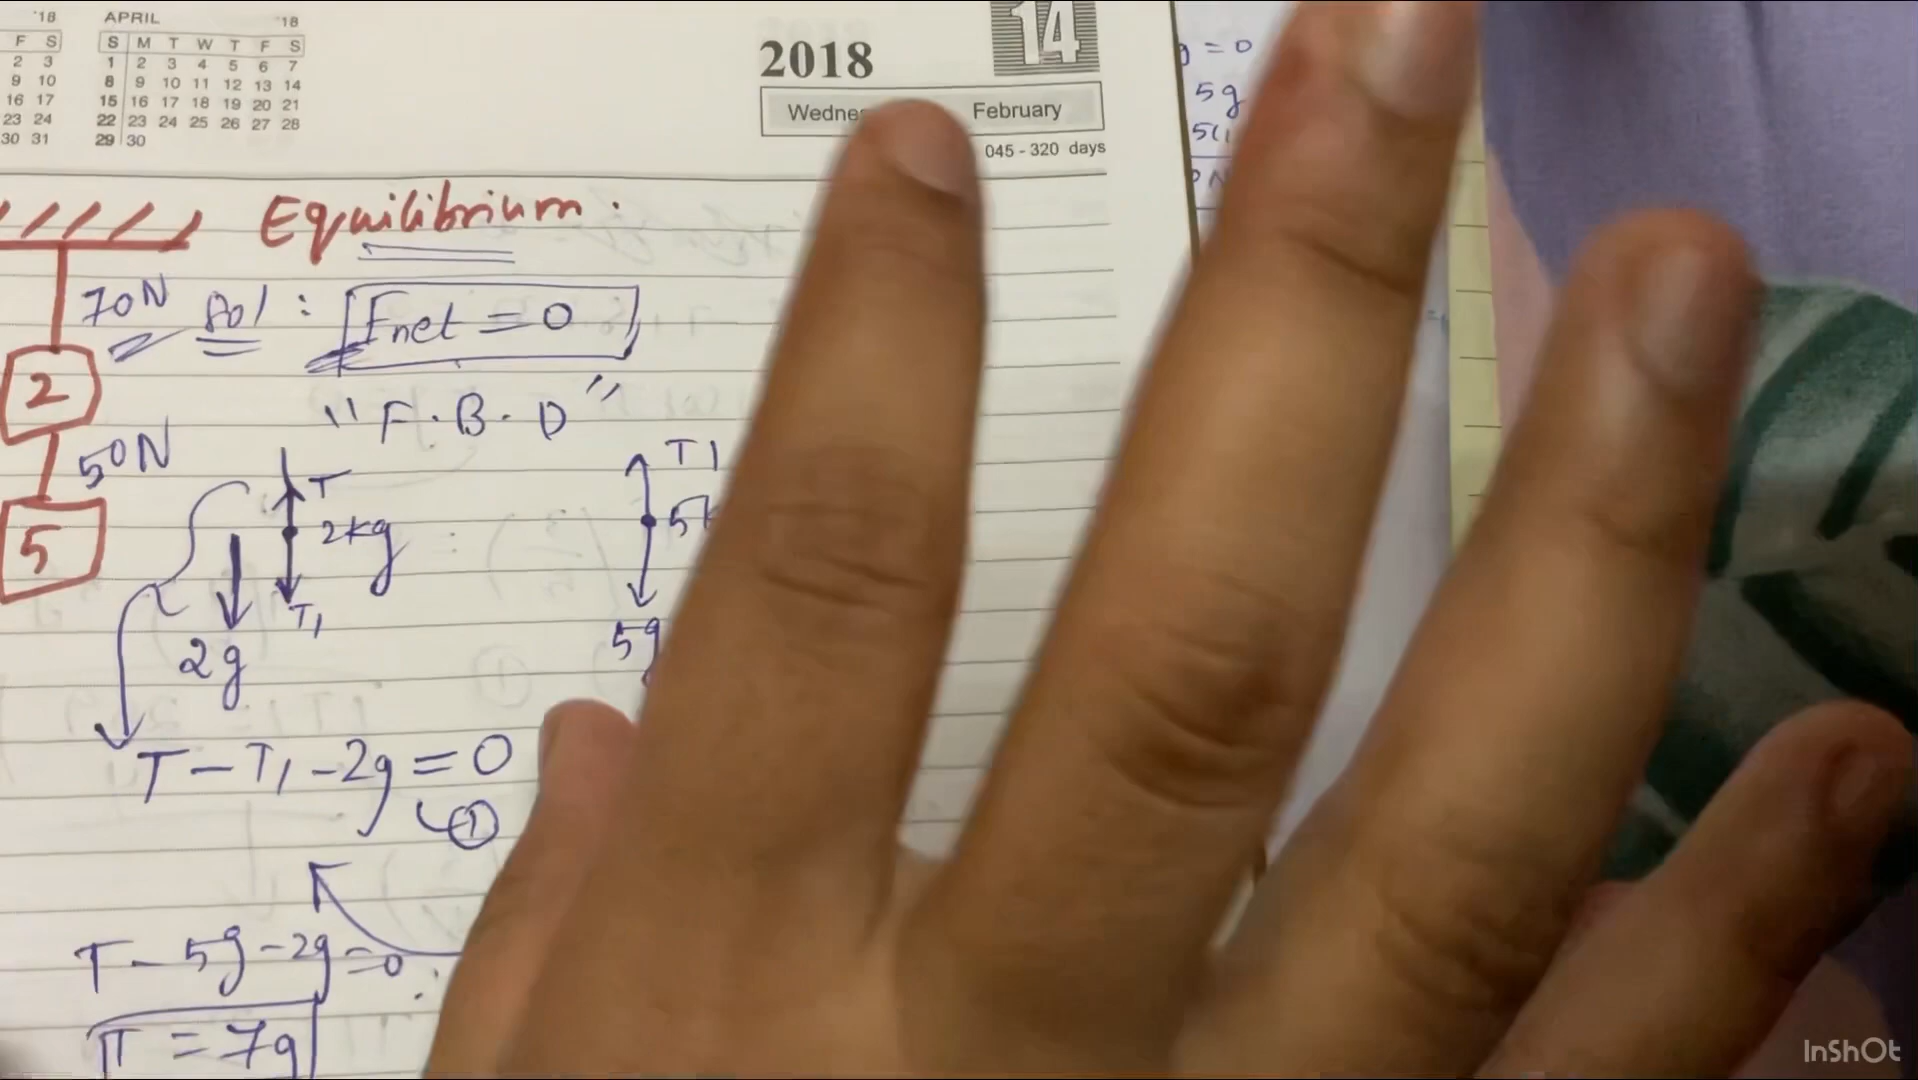 '18 APRIL '18
F S S M T W T F S
2 3 1 2 3 4 5 6 7
9 10 8 9 10 11 12 13 14
16 17 15 16 17 18 19 20 21
23 24 22 23 24 25 26 27 28
30 31 29 30
2018 14
February
045 - 320 days
= 0
5g
Equilibrium.
70N Sol : Fnet = 0
2
"F.B.D"
50N
5
T
2kg
T1
2g
T1
5g
T - T1 - 2g = 0
1
T - 5g - 2g = 0
T = 7g
InShOt